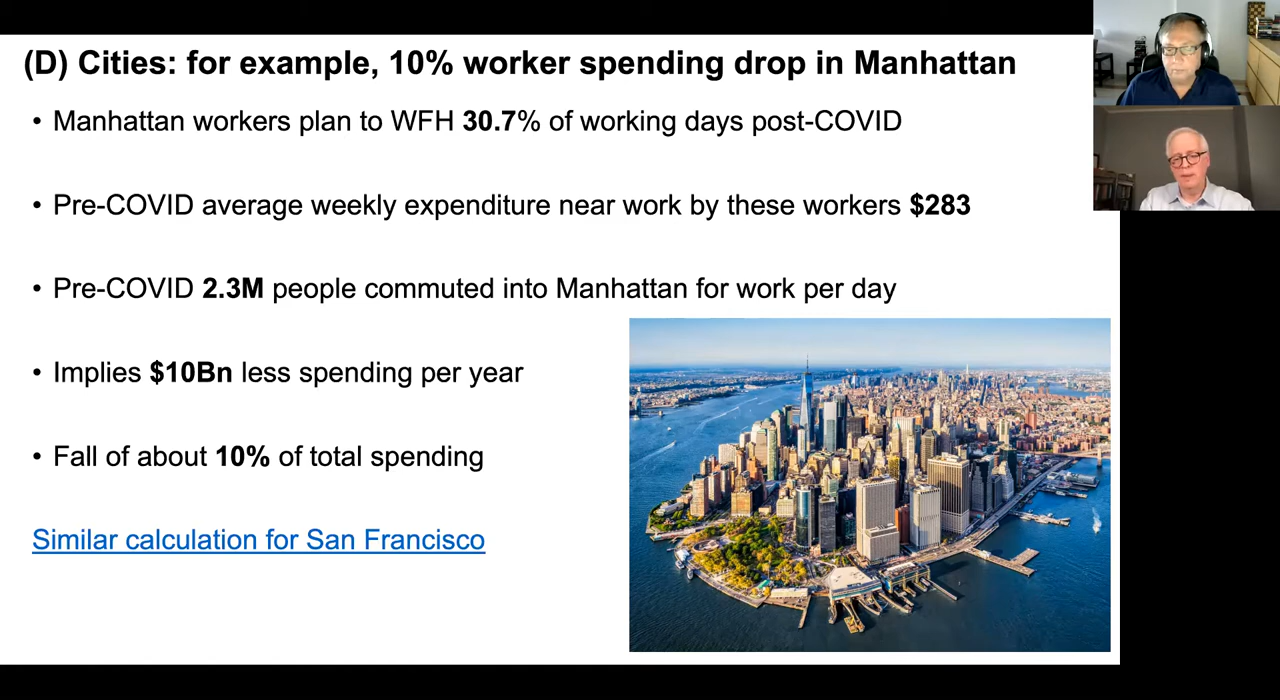 (D) Cities: for example, 10% worker spending drop in Manhattan
• Manhattan workers plan to WFH 30.7% of working days post-COVID
• Pre-COVID average weekly expenditure near work by these workers $283
• Pre-COVID 2.3M people commuted into Manhattan for work per day
• Implies $10Bn less spending per year
• Fall of about 10% of total spending
Similar calculation for San Francisco